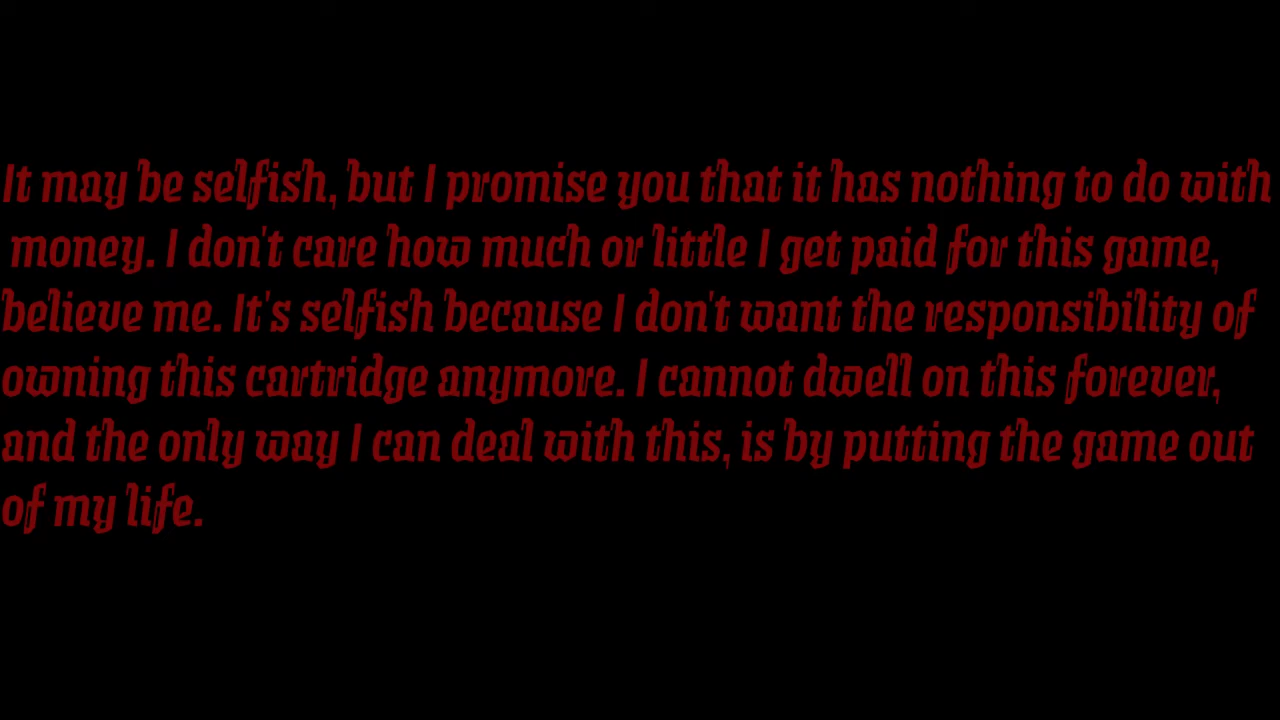 It may be selfish, but I promise you that it has nothing to do with
money. I don't care how much or little I get paid for this game,
believe me. It's selfish because I don't want the responsibility of
owning this cartridge anymore. I cannot dwell on this forever,
and the only way I can deal with this, is by putting the game out
of my life.